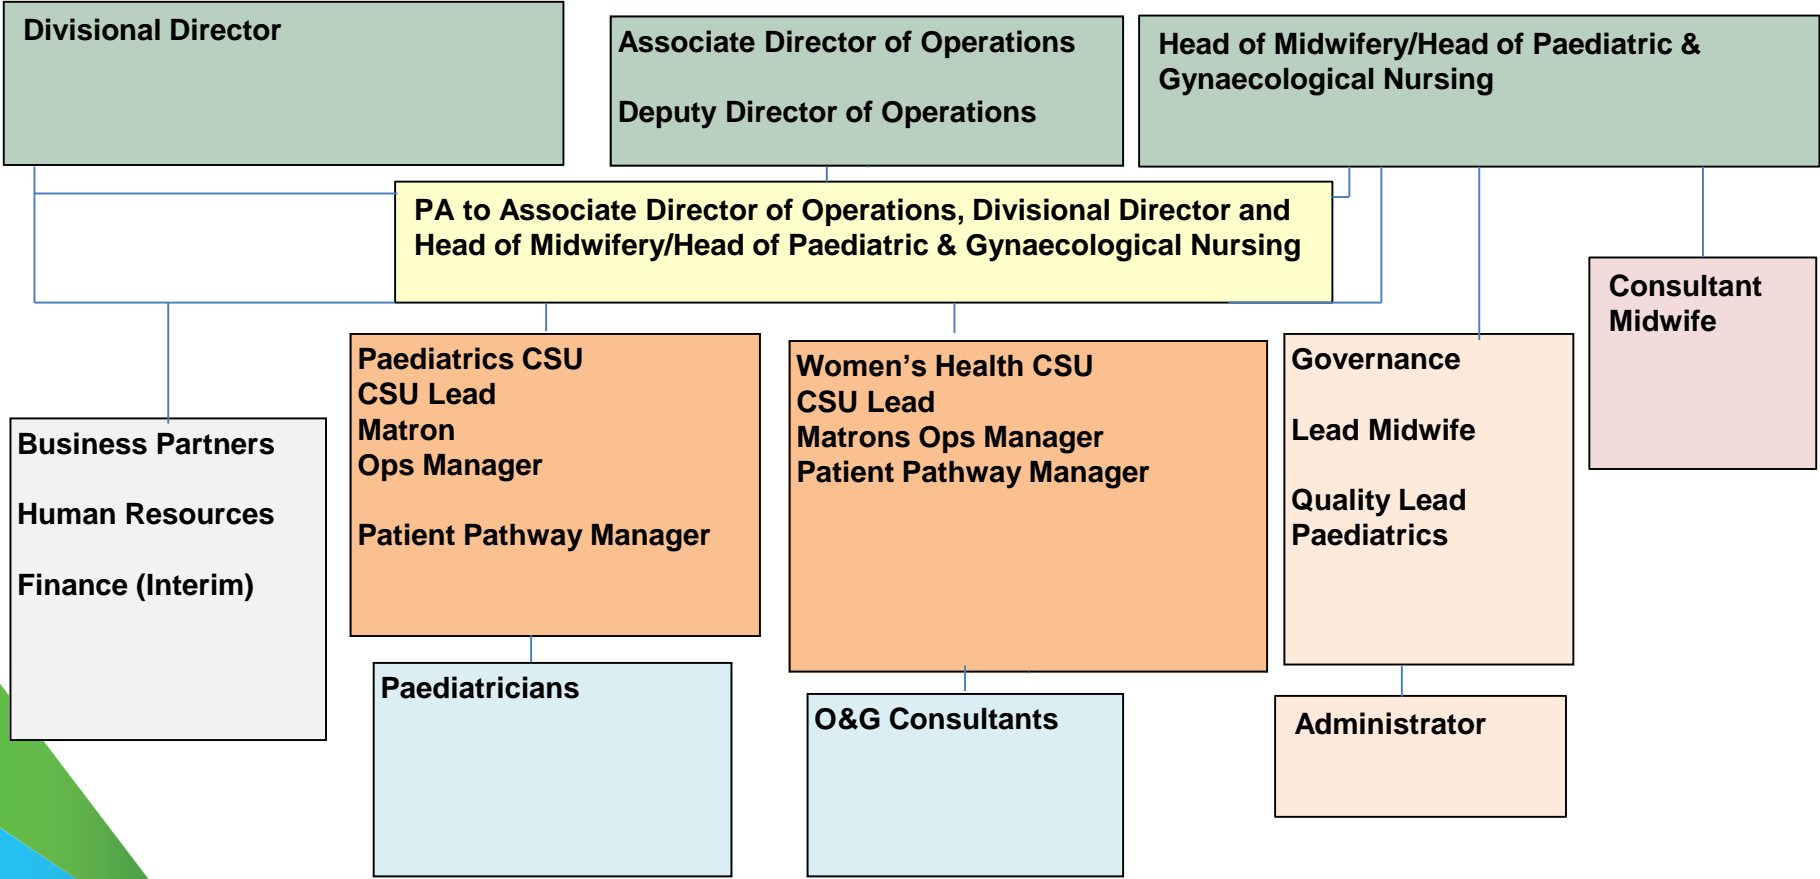 Divisional Director
Associate Director of Operations
Deputy Director of Operations
Head of Midwifery/Head of Paediatric &
Gynaecological Nursing
PA to Associate Director of Operations, Divisional Director and
Head of Midwifery/Head of Paediatric & Gynaecological Nursing
Business Partners
Human Resources
Finance (Interim)
Paediatrics CSU
CSU Lead
Matron
Ops Manager
Patient Pathway Manager
Women’s Health CSU
CSU Lead
Matrons Ops Manager
Patient Pathway Manager
Governance
Lead Midwife
Quality Lead
Paediatrics
Consultant
Midwife
Paediatricians
O&G Consultants
Administrator